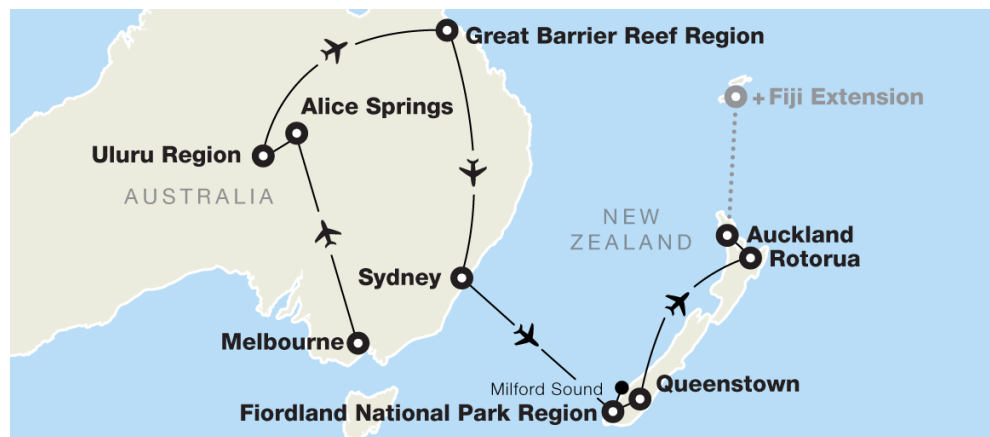 Great Barrier Reef Region
+ Fiji Extension
Alice Springs
Uluru Region
AUSTRALIA
NEW
ZEALAND
Auckland
Rotorua
Sydney
Melbourne
Milford Sound
Queenstown
Fiordland National Park Region